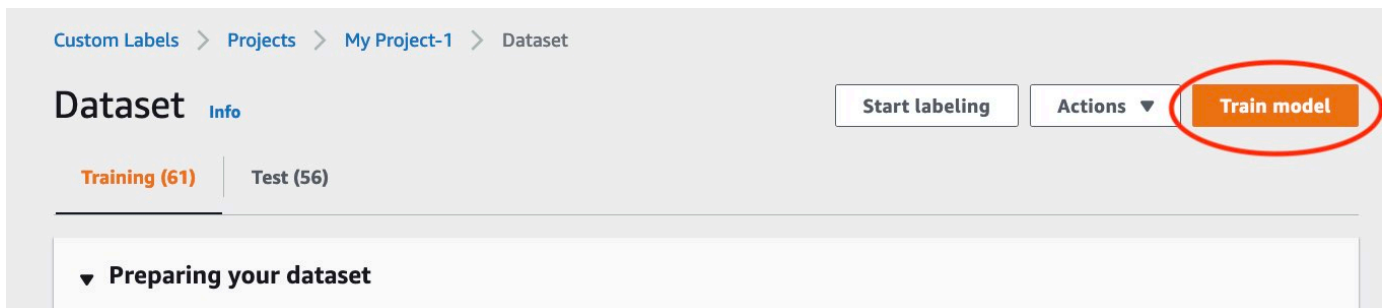 Custom Labels > Projects > My Project-1 > Dataset
Dataset Info
Start labeling Actions ▼ Train model
Training (61) Test (56)
▼ Preparing your dataset